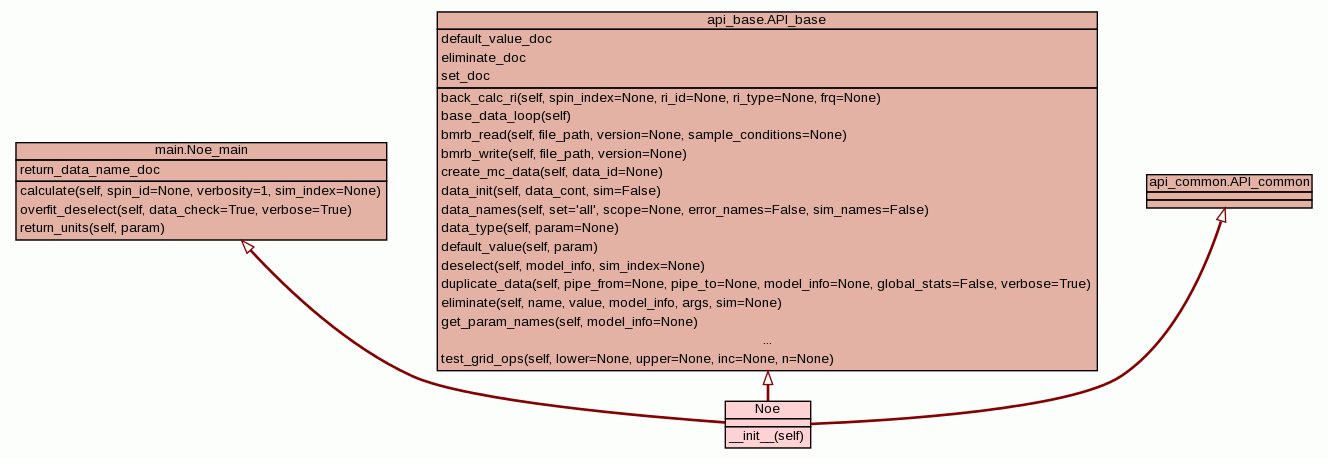 main.Noe_main
return_data_name_doc
calculate(self, spin_id=None, verbosity=1, sim_index=None)
overfit_deselect(self, data_check=True, verbose=True)
return_units(self, param)
api_base.API_base
default_value_doc
eliminate_doc
set_doc
back_calc_ri(self, spin_index=None, ri_id=None, ri_type=None, frq=None)
base_data_loop(self)
bmrb_read(self, file_path, version=None, sample_conditions=None)
bmrb_write(self, file_path, version=None)
create_mc_data(self, data_id=None)
data_init(self, data_cont, sim=False)
data_names(self, set='all', scope=None, error_names=False, sim_names=False)
data_type(self, param=None)
default_value(self, param)
deselect(self, model_info, sim_index=None)
duplicate_data(self, pipe_from=None, pipe_to=None, model_info=None, global_stats=False, verbose=True)
eliminate(self, name, value, model_info, args, sim=None)
get_param_names(self, model_info=None)
...
test_grid_ops(self, lower=None, upper=None, inc=None, n=None)
api_common.API_common
Noe
__init__(self)